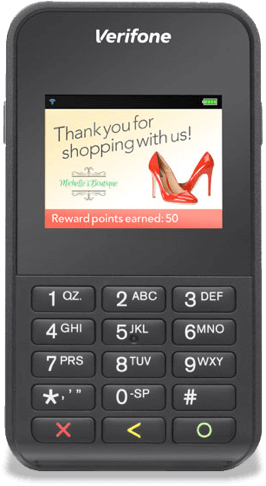 Verifone
Thank you for
shopping with us!
Michelle's Boutique
Reward points earned: 50
1 QZ.
2 ABC
3 DEF
4 GHI
5 JKL
6 MNO
7 PRS
8 TUV
9 WXY
*,'"
0-SP
#
X
<
O